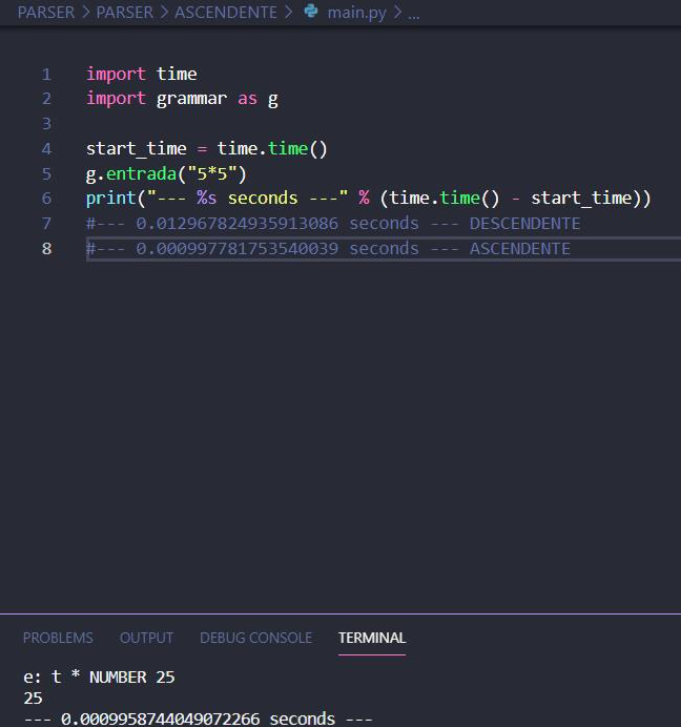 PARSER > PARSER > ASCENDENTE > main.py > ...
1 import time
2 import grammar as g
3
4 start_time = time.time()
5 g.entrada("5*5")
6 print("--- %s seconds ---" % (time.time() - start_time))
7 #--- 0.012967824935913086 seconds --- DESCENDENTE
8 #--- 0.000997781753540039 seconds --- ASCENDENTE
PROBLEMS OUTPUT DEBUG CONSOLE TERMINAL
e: t * NUMBER 25
25
--- 0.0009958744049072266 seconds ---